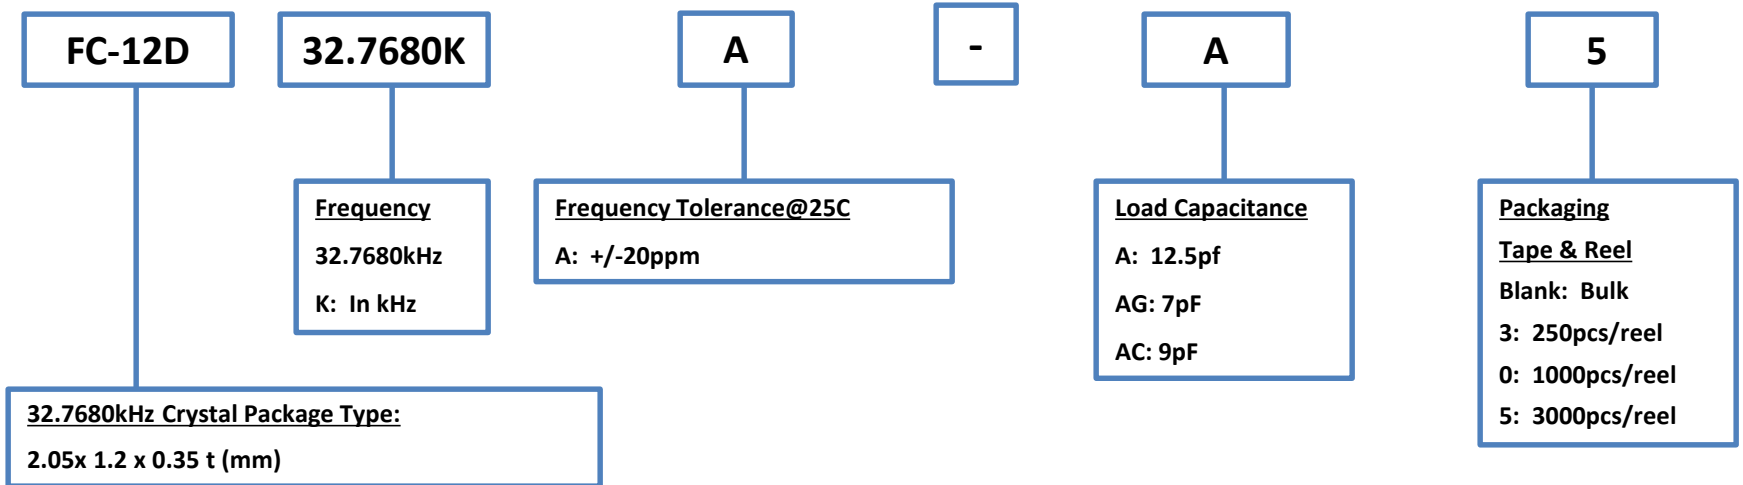 FC-12D 32.7680K A - A 5
Frequency
32.7680kHz
K: In kHz
Frequency Tolerance@25C
A: +/-20ppm
Load Capacitance
A: 12.5pf
AG: 7pF
AC: 9pF
Packaging
Tape & Reel
Blank: Bulk
3: 250pcs/reel
0: 1000pcs/reel
5: 3000pcs/reel
32.7680kHz Crystal Package Type:
2.05x 1.2 x 0.35 t (mm)